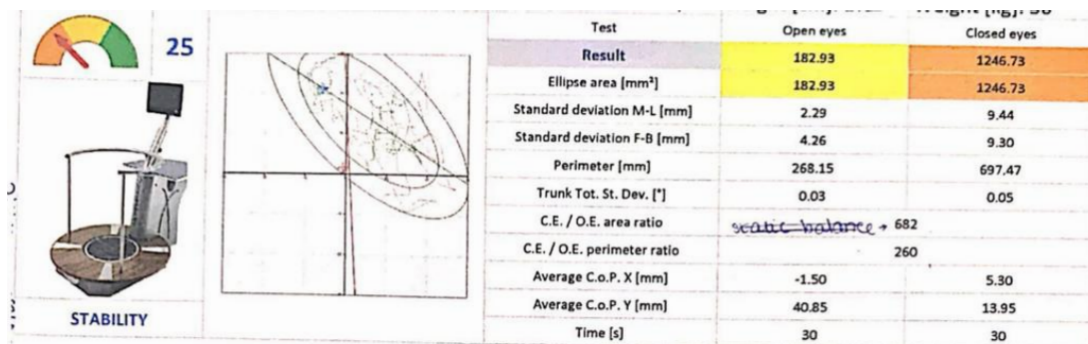 25
STABILITY
Test Open eyes Closed eyes
Result 182.93 1246.73
Ellipse area [mm²] 182.93 1246.73
Standard deviation M-L [mm] 2.29 9.44
Standard deviation F-B [mm] 4.26 9.30
Perimeter [mm] 268.15 697.47
Trunk Tot. St. Dev. [°] 0.03 0.05
C.E. / O.E. area ratio static balance → 682
C.E. / O.E. perimeter ratio 260
Average C.o.P. X [mm] -1.50 5.30
Average C.o.P. Y [mm] 40.85 13.95
Time [s] 30 30